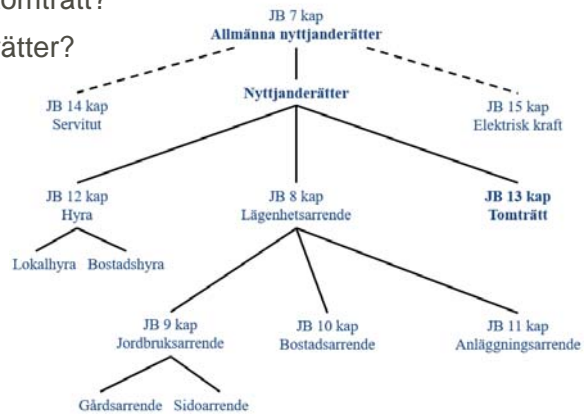 omträtt?
rätter?
JB 7 kap
Allmänna nyttjanderätter
JB 14 kap
Servitut
Nyttjanderätter
JB 15 kap
Elektrisk kraft
JB 12 kap
Hyra
JB 8 kap
Lägenhetsarrende
JB 13 kap
Tomträtt
Lokalhyra Bostadshyra
JB 9 kap
Jordbruksarrende
JB 10 kap
Bostadsarrende
JB 11 kap
Anläggningsarrende
Gårdsarrende Sidoarrende